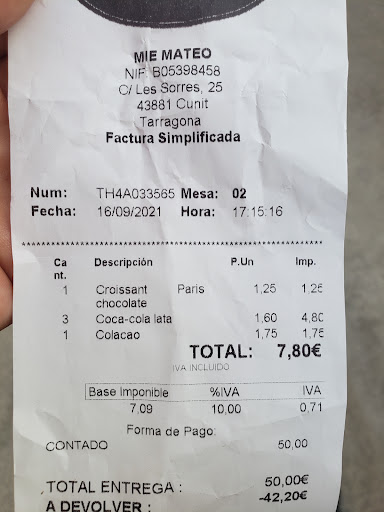 MIE MATEO
NIF: B05398458
C/ Les Sorres, 25
43881 Cunit
Tarragona
Factura Simplificada
Num: TH4A033565 Mesa: 02
Fecha: 16/09/2021 Hora: 17:15:16
Ca nt. Descripción P.Un Imp.
1 Croissant Paris 1,25 1,25
chocolate
3 Coca-cola lata 1,60 4,80
1 Colacao 1,75 1,75
TOTAL: 7,80€
IVA INCLUIDO
Base Imponible %IVA IVA
7,09 10,00 0,71
Forma de Pago:
CONTADO 50,00
TOTAL ENTREGA : 50,00€
A DEVOLVER : -42,20€